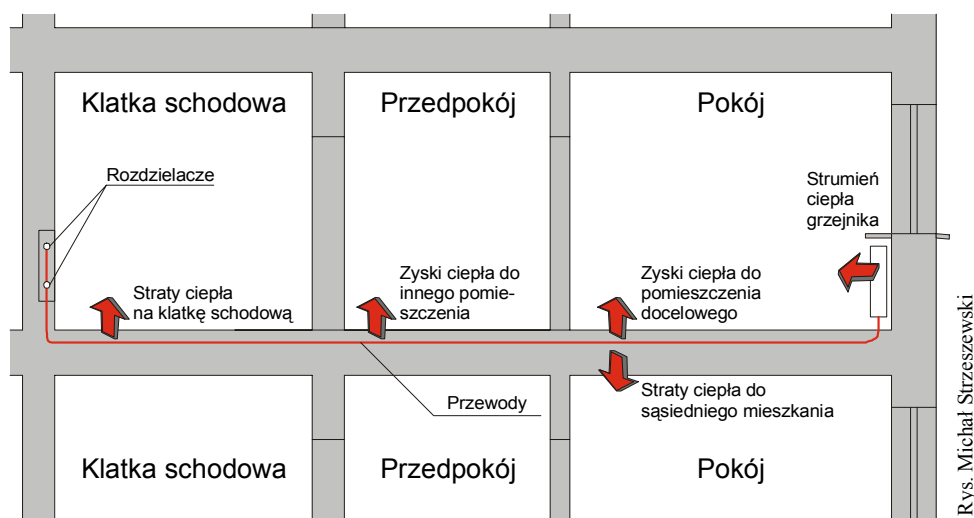 Klatka schodowa
Przedpokój
Pokój
Rozdzielacze
Strumień
ciepła
grzejnika
Straty ciepła
na klatkę schodową
Zyski ciepła do
innego pomie-
szczenia
Zyski ciepła do
pomieszczenia
docelowego
Przewody
Straty ciepła do
sąsiedniego mieszkania
Klatka schodowa
Przedpokój
Pokój
Rys. Michał Strzeszewski